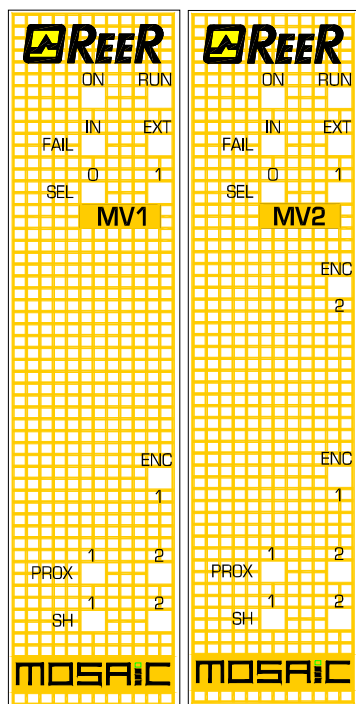 REER
ON RUN
IN EXT
FAIL
0 1
SEL
MV1
ENC
1
1 2
PROX
1 2
SH
MOSAIC
REER
ON RUN
IN EXT
FAIL
0 1
SEL
MV2
ENC
2
ENC
1
1 2
PROX
1 2
SH
MOSAIC